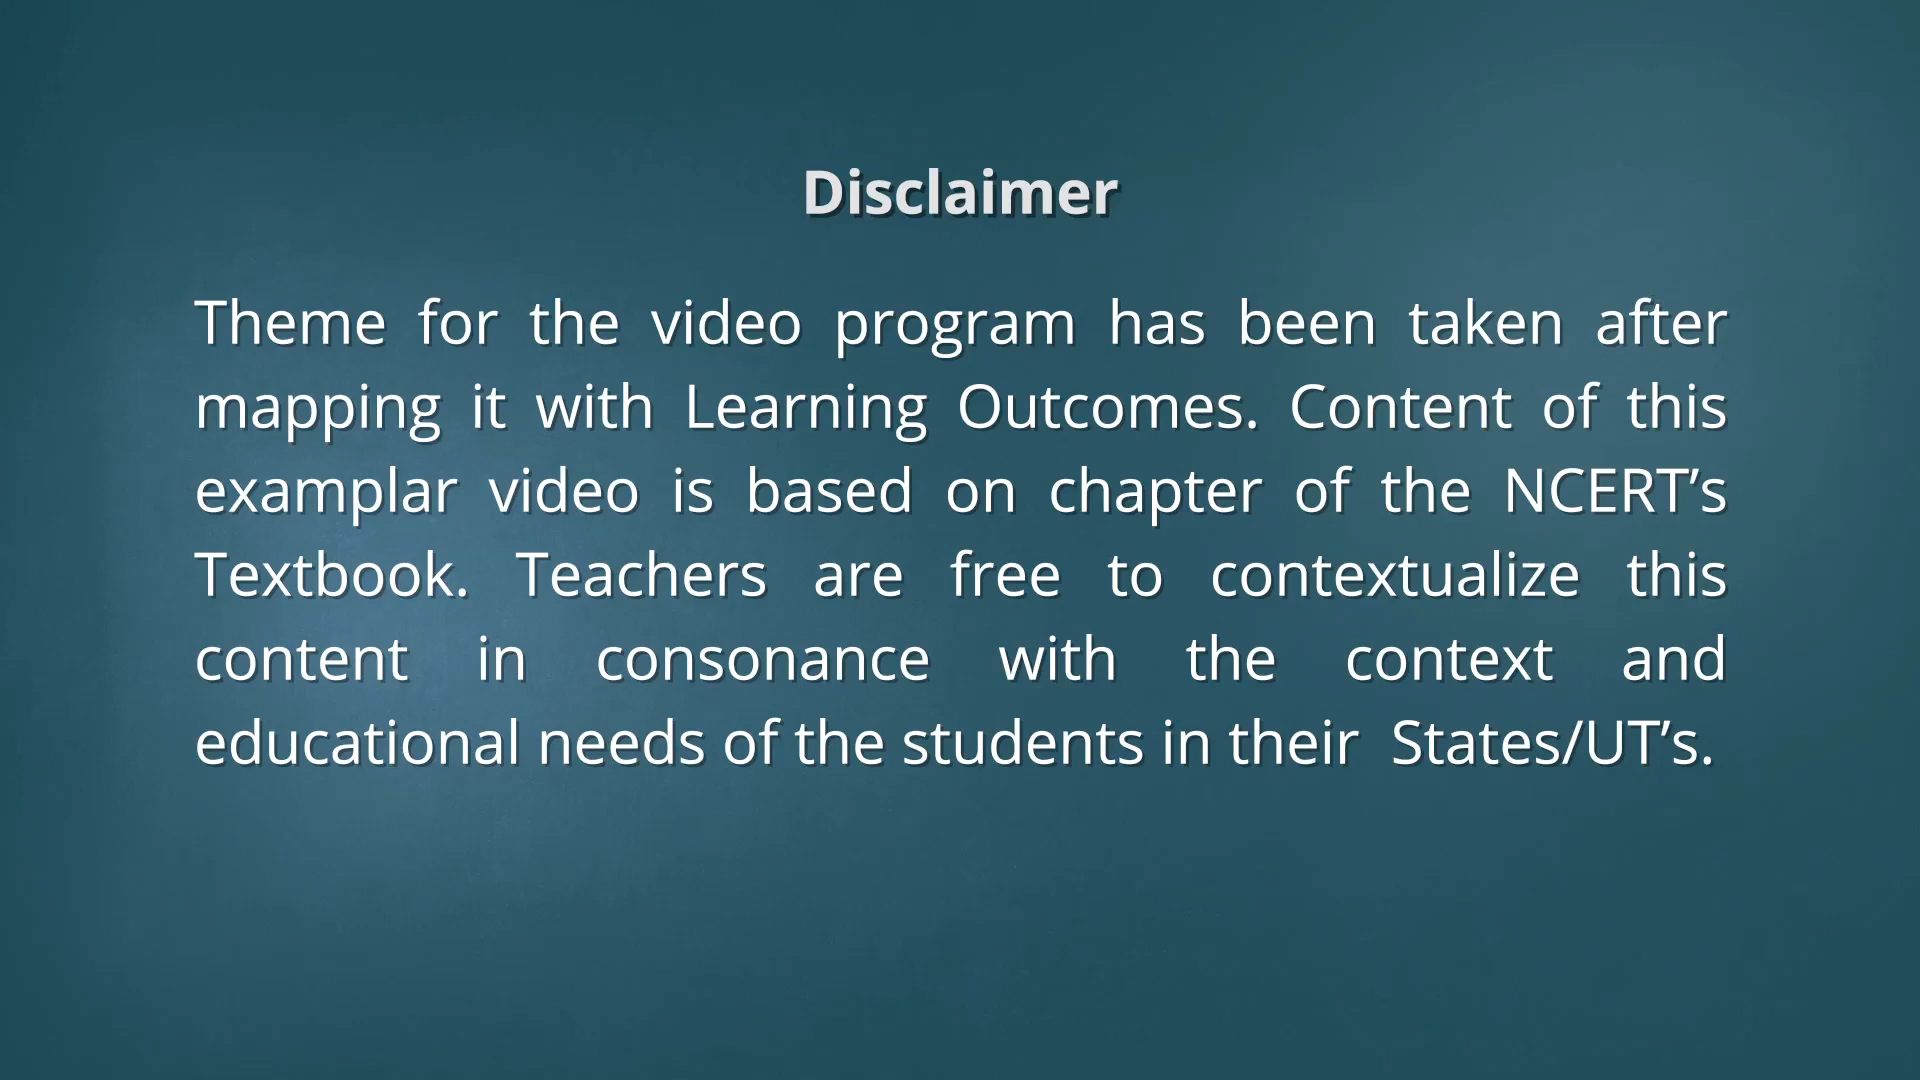 Disclaimer
Theme for the video program has been taken after
mapping it with Learning Outcomes. Content of this
examplar video is based on chapter of the NCERT’s
Textbook. Teachers are free to contextualize this
content in consonance with the context and
educational needs of the students in their  States/UT’s.